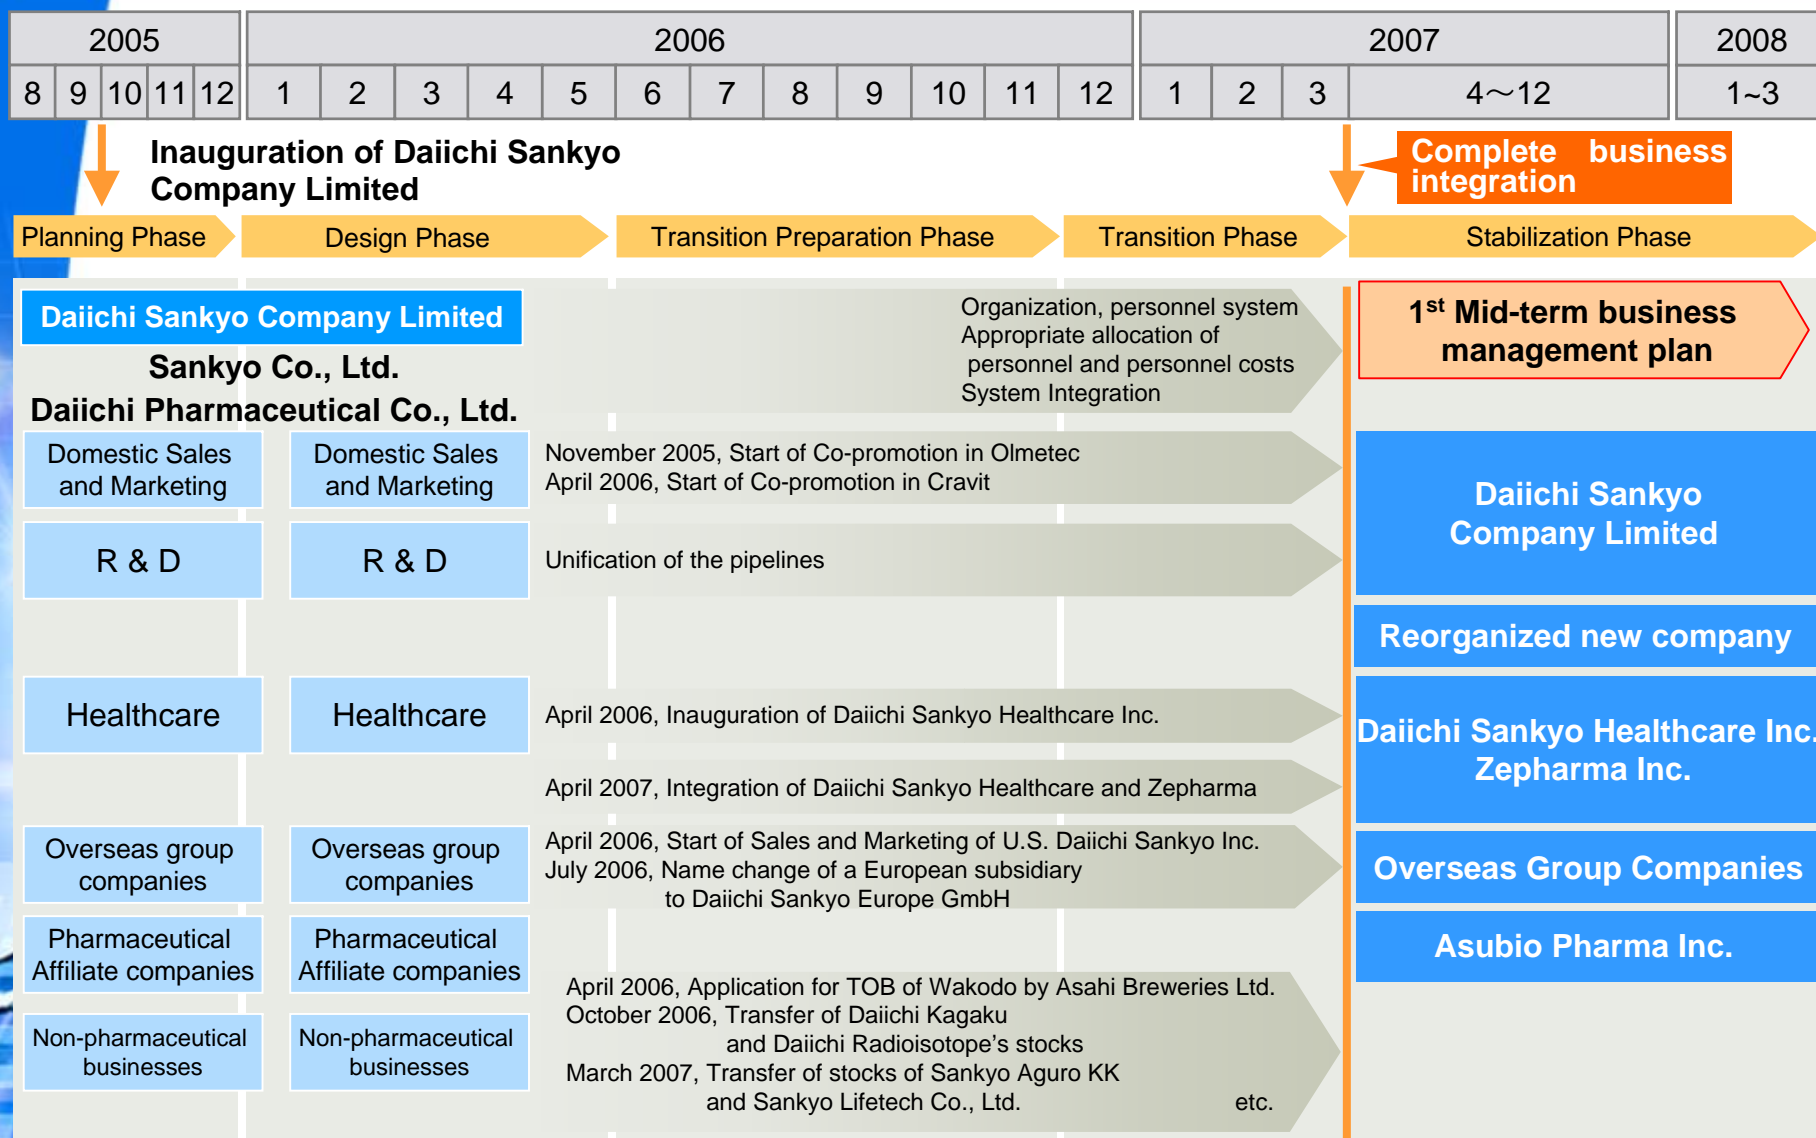 2005 2006 2007 2008
8 9 10 11 12 1 2 3 4 5 6 7 8 9 10 11 12 1 2 3 4～12 1~3
Inauguration of Daiichi Sankyo
Company Limited
Complete business
integration
Planning Phase Design Phase Transition Preparation Phase Transition Phase Stabilization Phase
Daiichi Sankyo Company Limited
Sankyo Co., Ltd.
Daiichi Pharmaceutical Co., Ltd.
Organization, personnel system
Appropriate allocation of
personnel and personnel costs
System Integration
1st Mid-term business
management plan
Domestic Sales
and Marketing
Domestic Sales
and Marketing
November 2005, Start of Co-promotion in Olmetec
April 2006, Start of Co-promotion in Cravit
Daiichi Sankyo
Company Limited
R & D
R & D
Unification of the pipelines
Reorganized new company
Healthcare
Healthcare
April 2006, Inauguration of Daiichi Sankyo Healthcare Inc.
April 2007, Integration of Daiichi Sankyo Healthcare and Zepharma
Daiichi Sankyo Healthcare Inc.
Zepharma Inc.
Overseas group
companies
Overseas group
companies
April 2006, Start of Sales and Marketing of U.S. Daiichi Sankyo Inc.
July 2006, Name change of a European subsidiary
to Daiichi Sankyo Europe GmbH
Overseas Group Companies
Pharmaceutical
Affiliate companies
Pharmaceutical
Affiliate companies
Asubio Pharma Inc.
Non-pharmaceutical
businesses
Non-pharmaceutical
businesses
April 2006, Application for TOB of Wakodo by Asahi Breweries Ltd.
October 2006, Transfer of Daiichi Kagaku
and Daiichi Radioisotope's stocks
March 2007, Transfer of stocks of Sankyo Aguro KK
and Sankyo Lifetech Co., Ltd. etc.